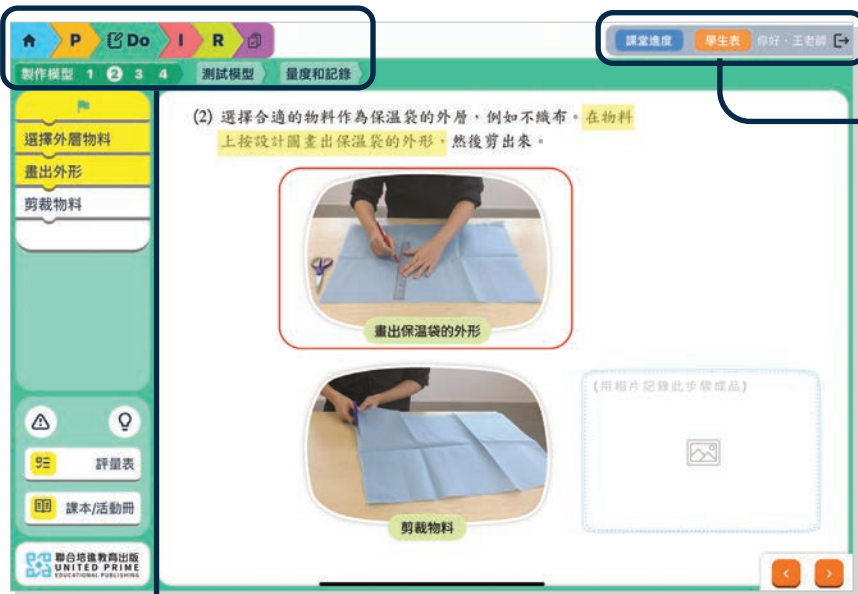 P Do I R
課堂進度 學生表 你好，王老師
製作模型 1 2 3 4 測試模型 量度和記錄
選擇外層物料
畫出外形
剪裁物料
(2) 選擇合適的物料作為保溫袋的外層，例如不織布。在物料
上按設計圖畫出保溫袋的外形，然後剪出來。
畫出保溫袋的外形
(用相片記錄此步驟成品)
剪裁物料
評量表
課本/活動冊
聯合培進教育出版
UNITED PRIME
EDUCATIONAL PUBLISHING